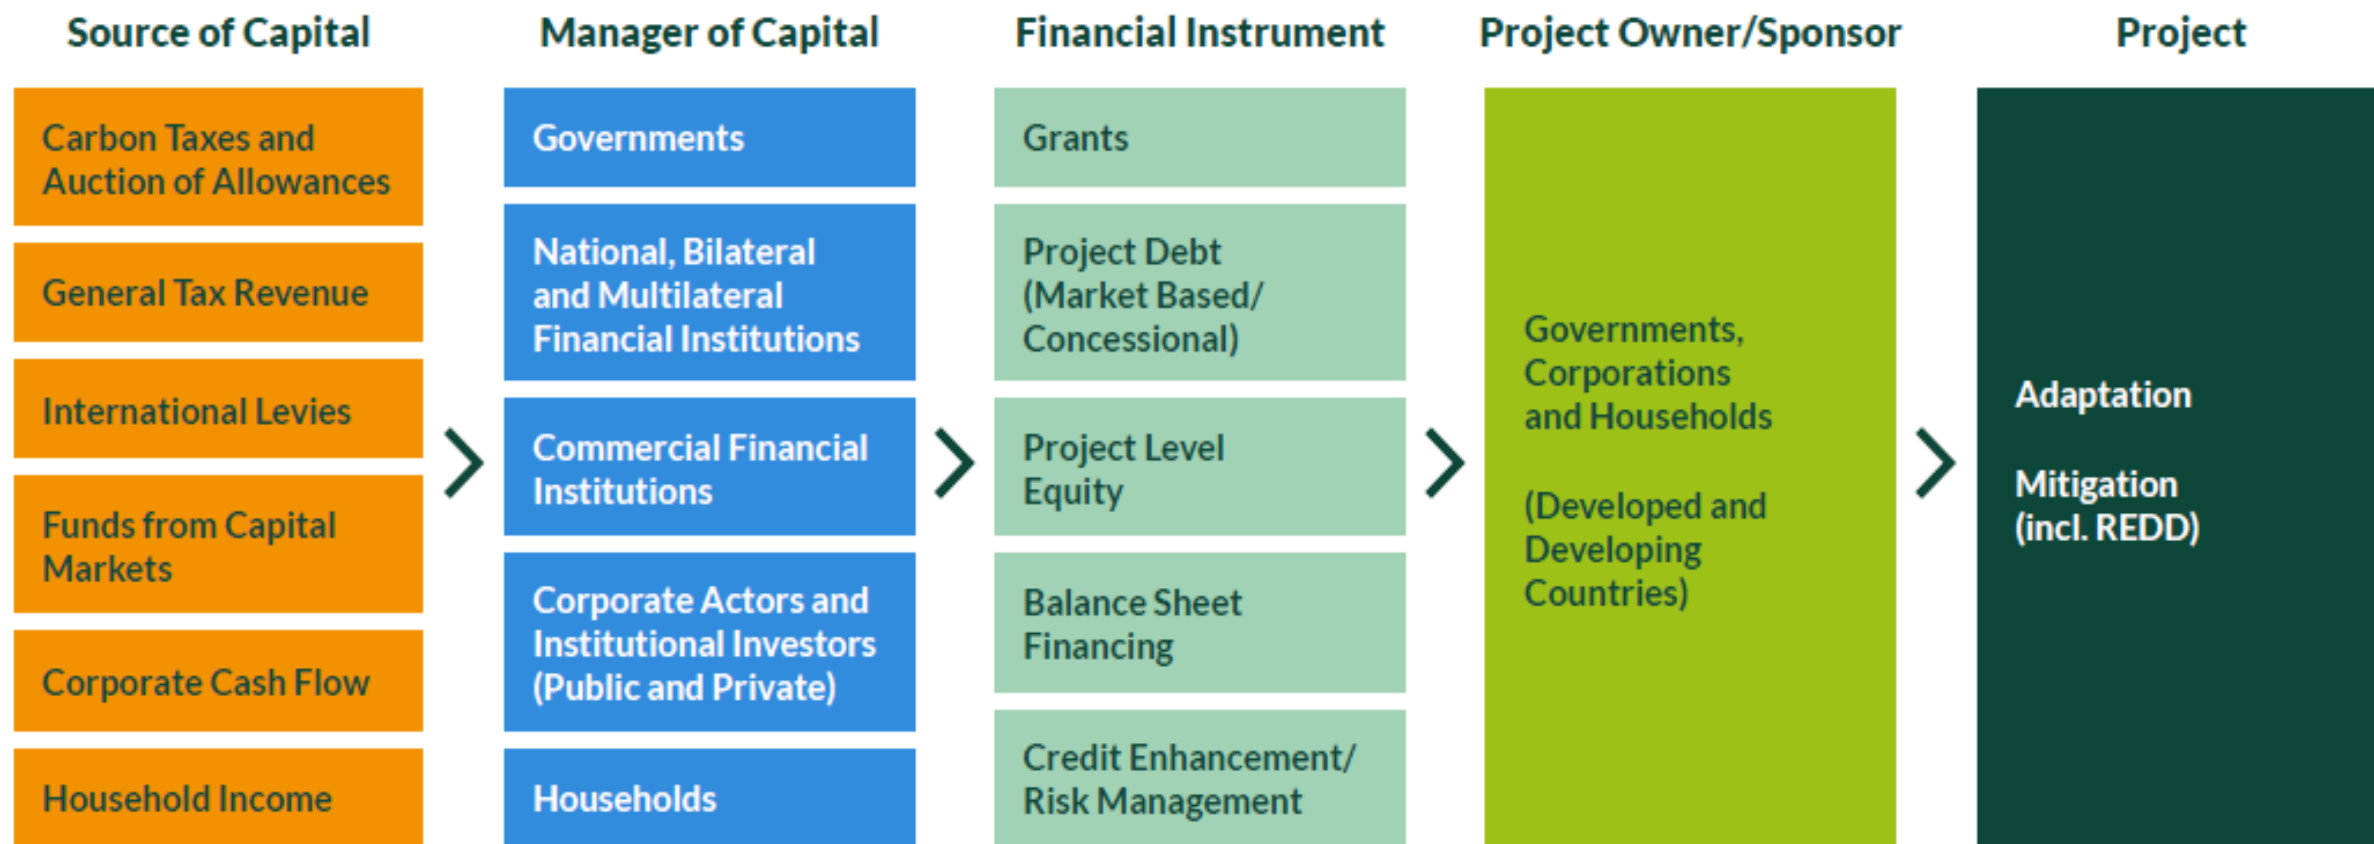 Source of Capital
Carbon Taxes and
Auction of Allowances
General Tax Revenue
International Levies
Funds from Capital
Markets
Corporate Cash Flow
Household Income
Manager of Capital
Governments
National, Bilateral
and Multilateral
Financial Institutions
Commercial Financial
Institutions
Corporate Actors and
Institutional Investors
(Public and Private)
Households
Financial Instrument
Grants
Project Debt
(Market Based/
Concessional)
Project Level
Equity
Balance Sheet
Financing
Credit Enhancement/
Risk Management
Project Owner/Sponsor
Governments,
Corporations
and Households
(Developed and
Developing
Countries)
Project
Adaptation
Mitigation
(incl. REDD)